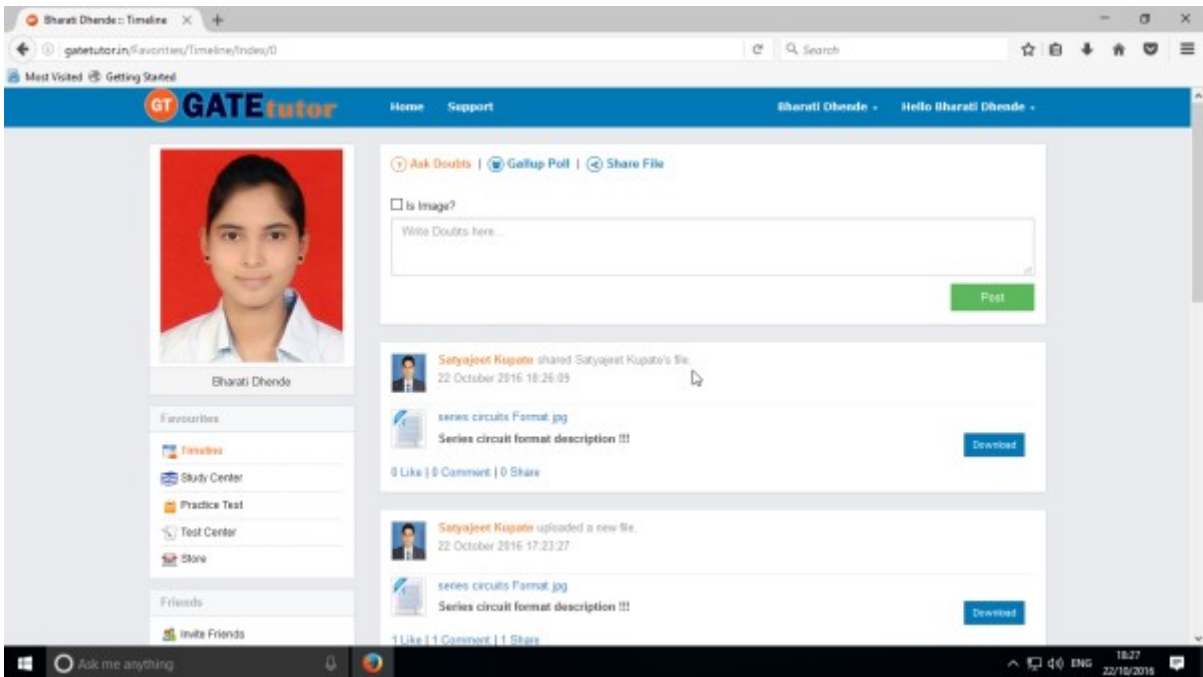 Bharati Dhende :: Timeline
gatetutor.in/Favorities/Timeline/Index/0
Search
Most Visited Getting Started
GT GATEtutor Home Support Bharati Dhende Hello Bharati Dhende
Ask Doubts | Gallup Poll | Share File
Is Image?
Write Doubts here...
Post
Bharati Dhende
Favourites
Timeline
Study Center
Practice Test
Test Center
Store
Friends
Invite Friends
Satyajeet Kupate shared Satyajeet Kupate's file.
22 October 2016 18:26:09
series circuits Format.jpg
Series circuit format description !!!
Download
0 Like | 0 Comment | 0 Share
Satyajeet Kupate uploaded a new file.
22 October 2016 17:23:27
series circuits Format.jpg
Series circuit format description !!!
Download
1 Like | 1 Comment | 1 Share
Ask me anything
ENG
18:27
22/10/2016